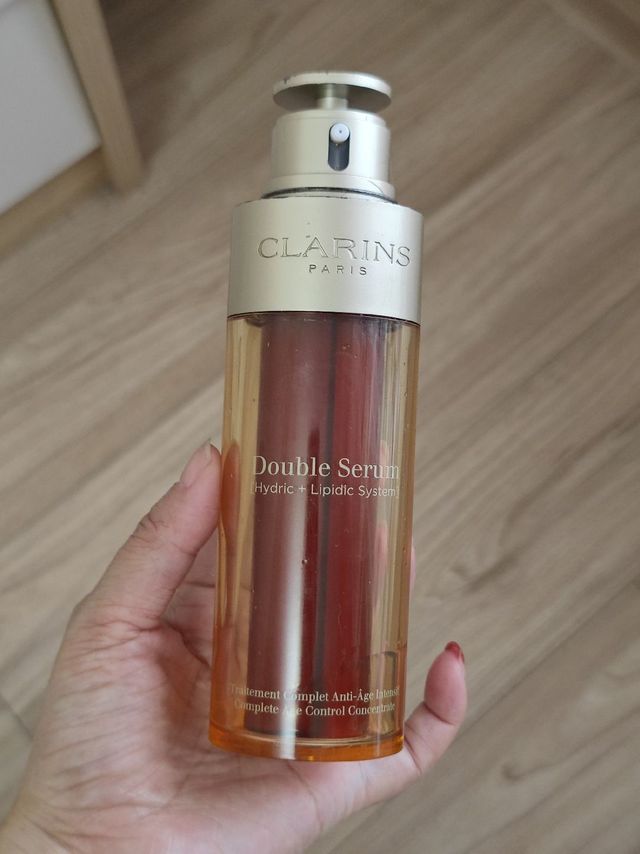 CLARINS
PARIS
Double Serum
[Hydric + Lipidic System]
Traitement Complet Anti-Âge Intensif
Complete Age Control Concentrate